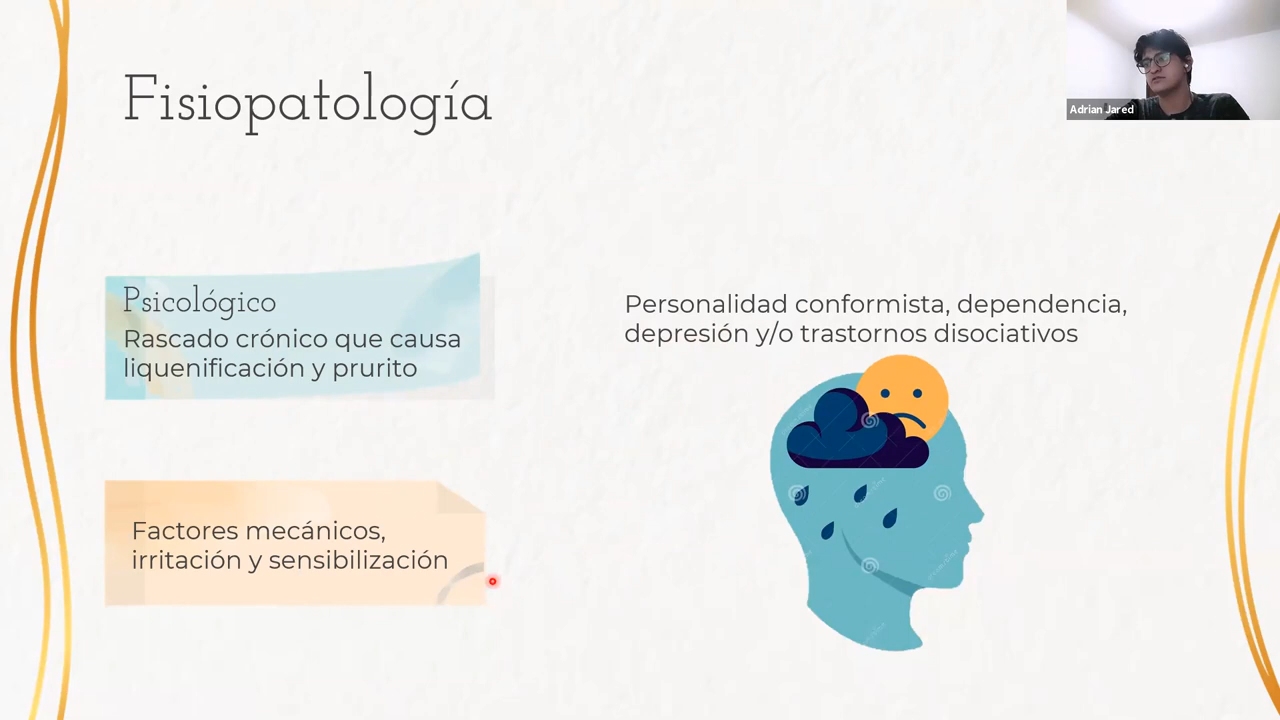 Fisiopatología
Adrian Jared
Psicológico
Rascado crónico que causa
liquenificación y prurito
Personalidad conformista, dependencia,
depresión y/o trastornos disociativos
Factores mecánicos,
irritación y sensibilización